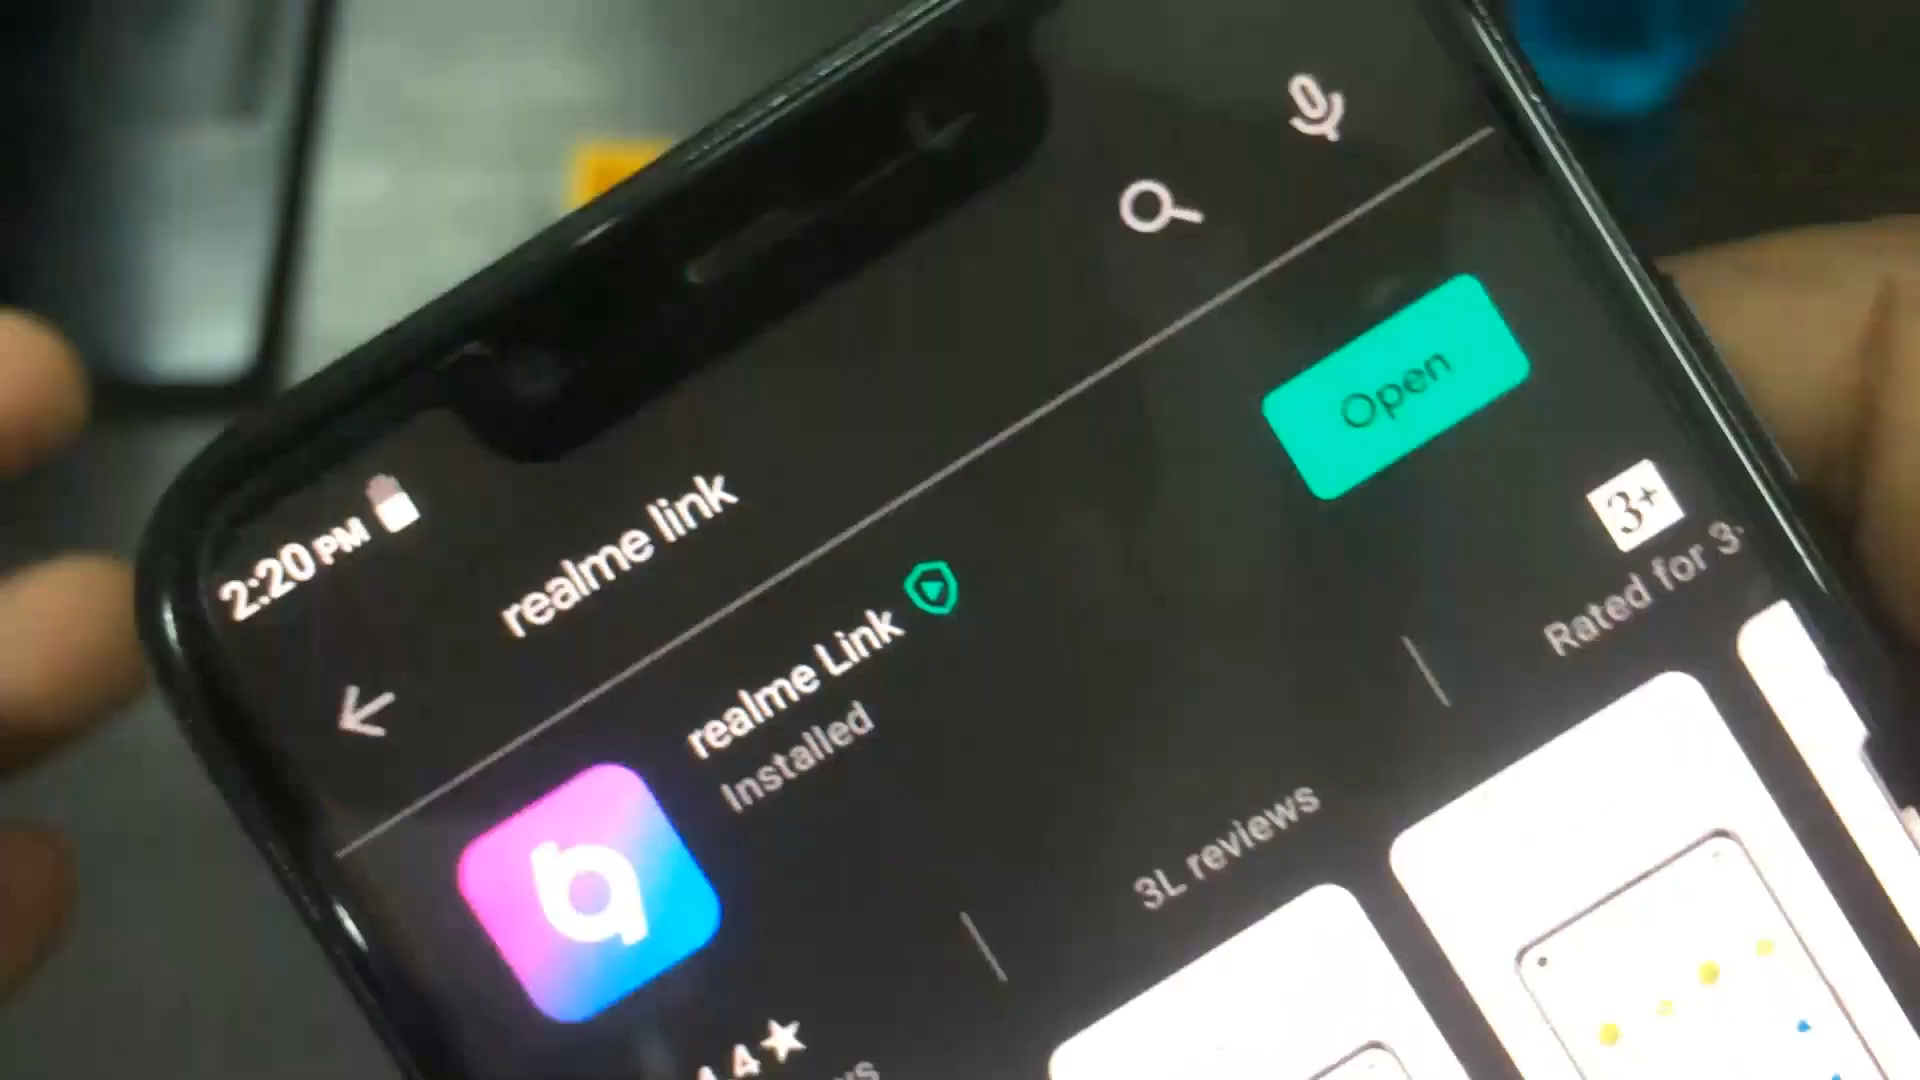 2:20 PM
realme link
realme Link
Installed
Open
3L reviews
3+
Rated for 3